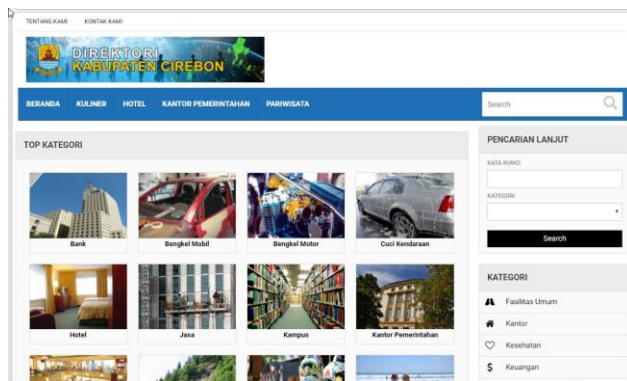 TENTANG KAMI KONTAK KAMI
DIREKTORI
KABUPATEN CIREBON
BERANDA KULINER HOTEL KANTOR PEMERINTAHAN PARIWISATA
Search
TOP KATEGORI
Bank Bengkel Mobil Bengkel Motor Cuci Kendaraan
Hotel Jasa Kampus Kantor Pemerintahan
PENCARIAN LANJUT
KATA KUNCI
KATEGORI
Search
KATEGORI
Fasilitas Umum
Kantor
Kesehatan
Keuangan